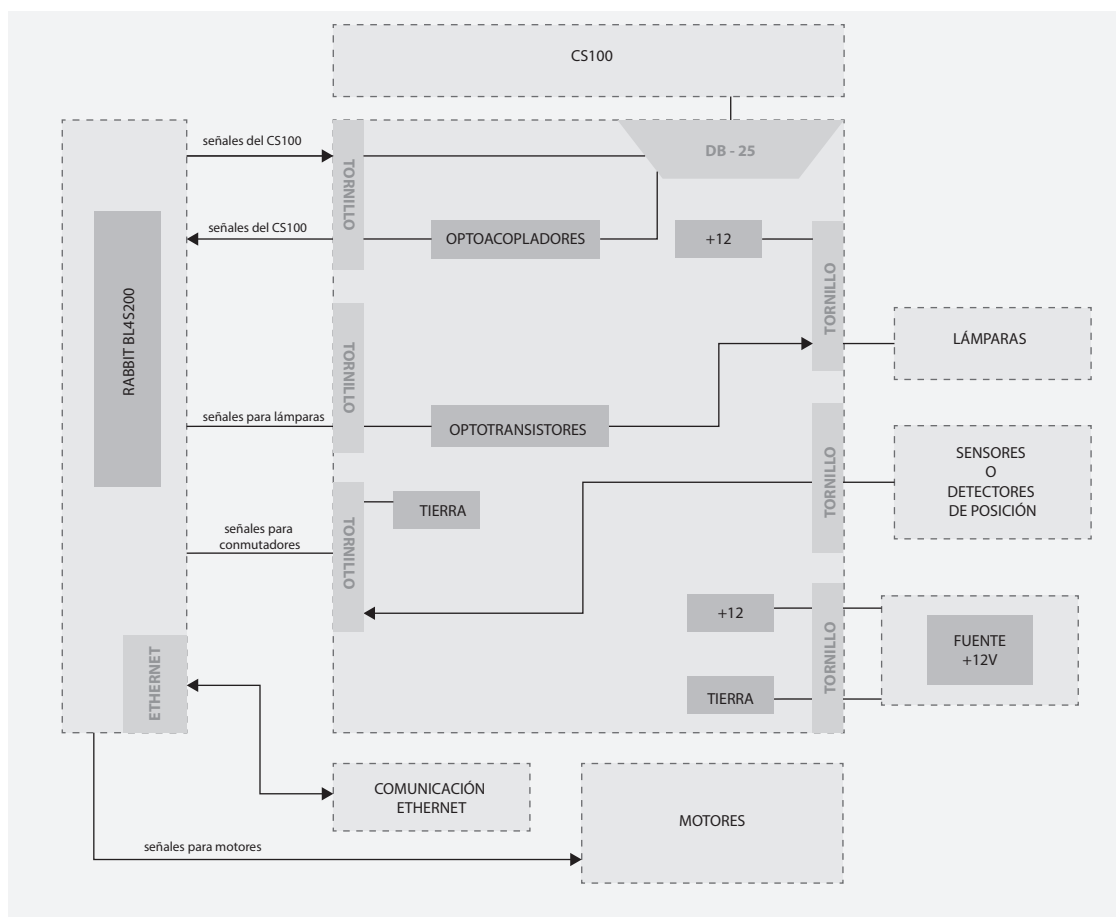 CS100
señales del CS100
TORNILLO
DB - 25
señales del CS100
OPTOACOPLADORES
+12
TORNILLO
RABBIT BL4S200
LÁMPARAS
TORNILLO
señales para lámparas
OPTOTRANSISTORES
TORNILLO
SENSORES
O
DETECTORES
DE POSICIÓN
TIERRA
señales para
conmutadores
TORNILLO
+12
TORNILLO
FUENTE
+12V
TIERRA
ETHERNET
COMUNICACIÓN
ETHERNET
MOTORES
señales para motores